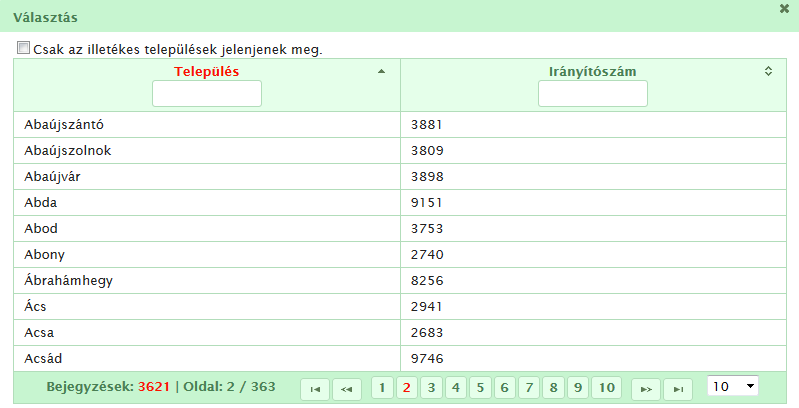 Választás
Csak az illetékes települések jelenjenek meg.
Település Irányítószám
Abaújszántó 3881
Abaújszolnok 3809
Abaújvár 3898
Abda 9151
Abod 3753
Abony 2740
Ábrahámhegy 8256
Ács 2941
Acsa 2683
Acsád 9746
Bejegyzések: 3621 | Oldal: 2 / 363 1 2 3 4 5 6 7 8 9 10 10